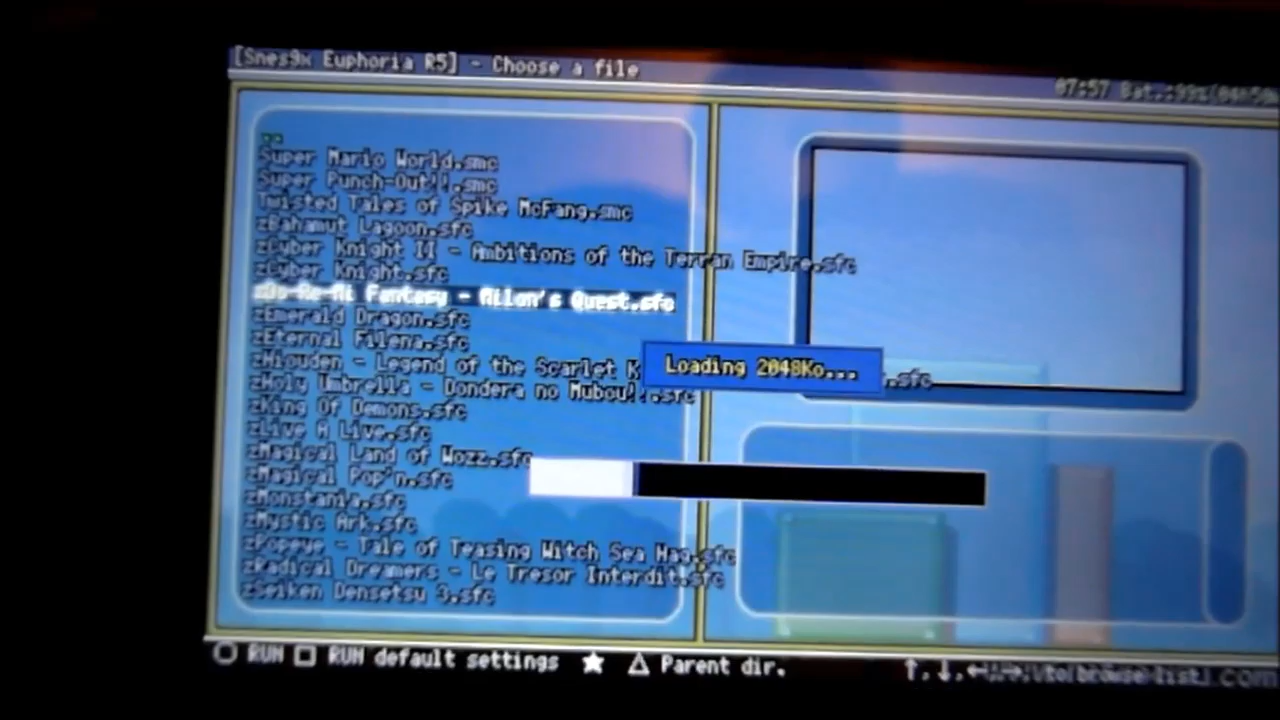 [Snes9x Euphoria R5] - Choose a file
07:57 Bat.:99%(04h50m
..
Super Mario World.smc
Super Punch-Out!!.smc
Twisted Tales of Spike McFang.smc
zBahamut Lagoon.sfc
zCyber Knight II - Ambitions of the Terran Empire.sfc
zCyber Knight.sfc
zDo-Re-Mi Fantasy - Milon's Quest.sfc
zEmerald Dragon.sfc
zEternal Filena.sfc
zHiouden - Legend of the Scarlet K
.sfc
Loading 2048Ko...
zHoly Umbrella - Dondera no Mubou!!.sfc
zKing Of Demons.sfc
zLive A Live.sfc
zMagical Land of Wozz.sfc
zMagical Pop'n.sfc
zMonstania.sfc
zMystic Ark.sfc
zPopeye - Tale of Teasing Witch Sea Hag.sfc
zRadical Dreamers - Le Tresor Interdit.sfc
zSeiken Densetsu 3.sfc
RUN RUN default settings Parent dir.